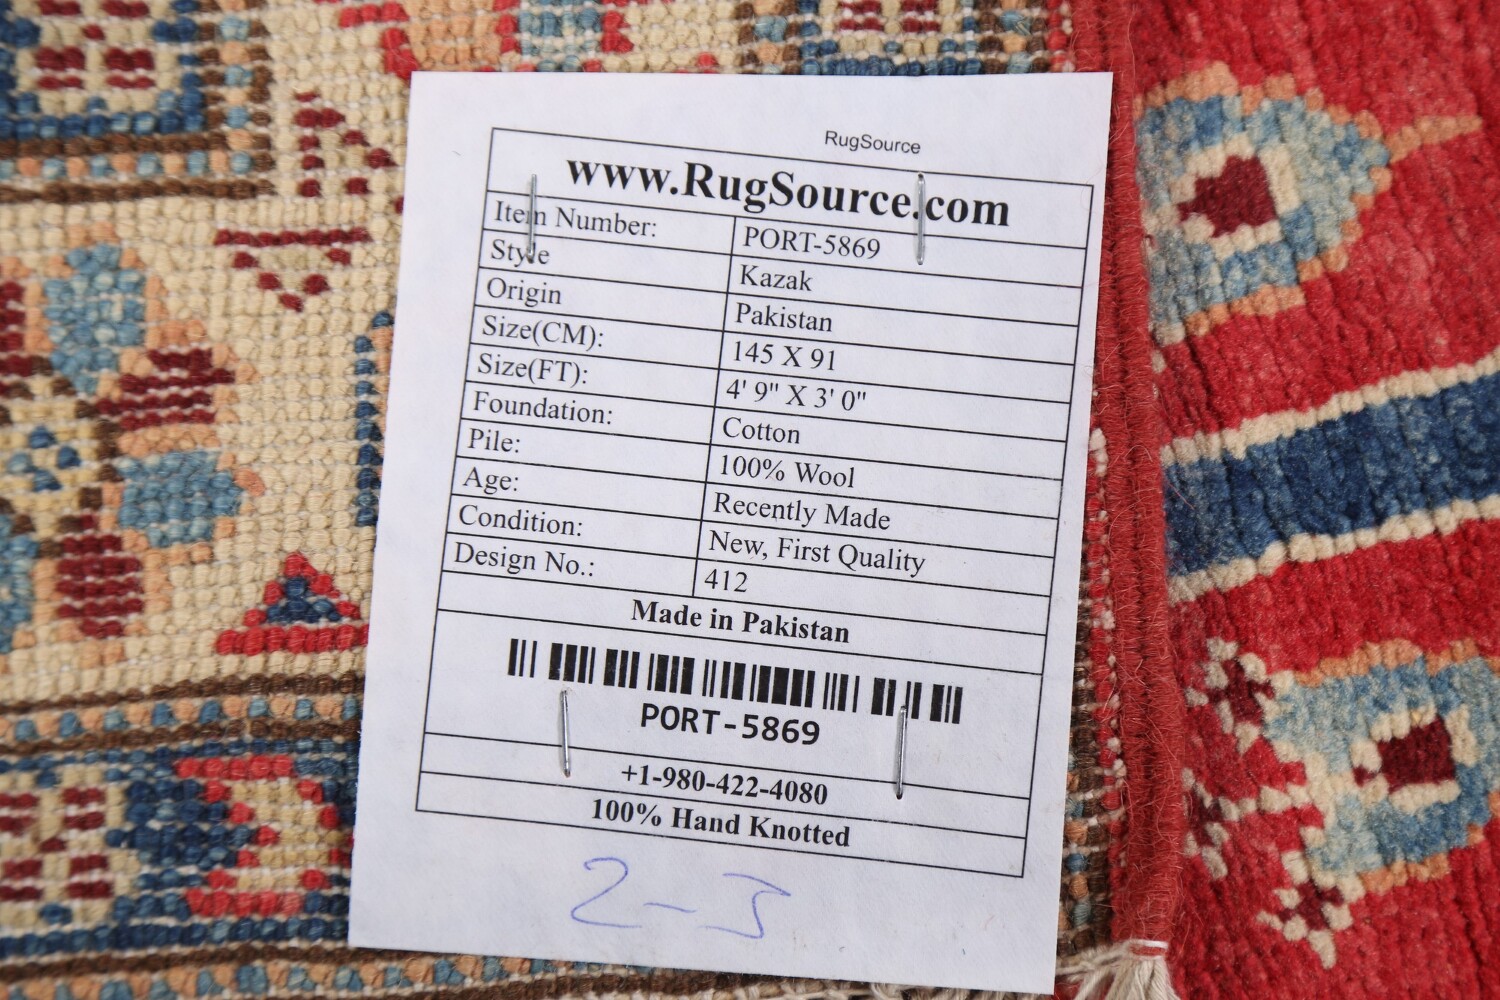 RugSource
www.RugSource.com
Item Number: PORT-5869
Style Kazak
Origin Pakistan
Size(CM): 145 X 91
Size(FT): 4' 9" X 3' 0"
Foundation: Cotton
Pile: 100% Wool
Age: Recently Made
Condition: New, First Quality
Design No.: 412
Made in Pakistan
PORT-5869
+1-980-422-4080
100% Hand Knotted